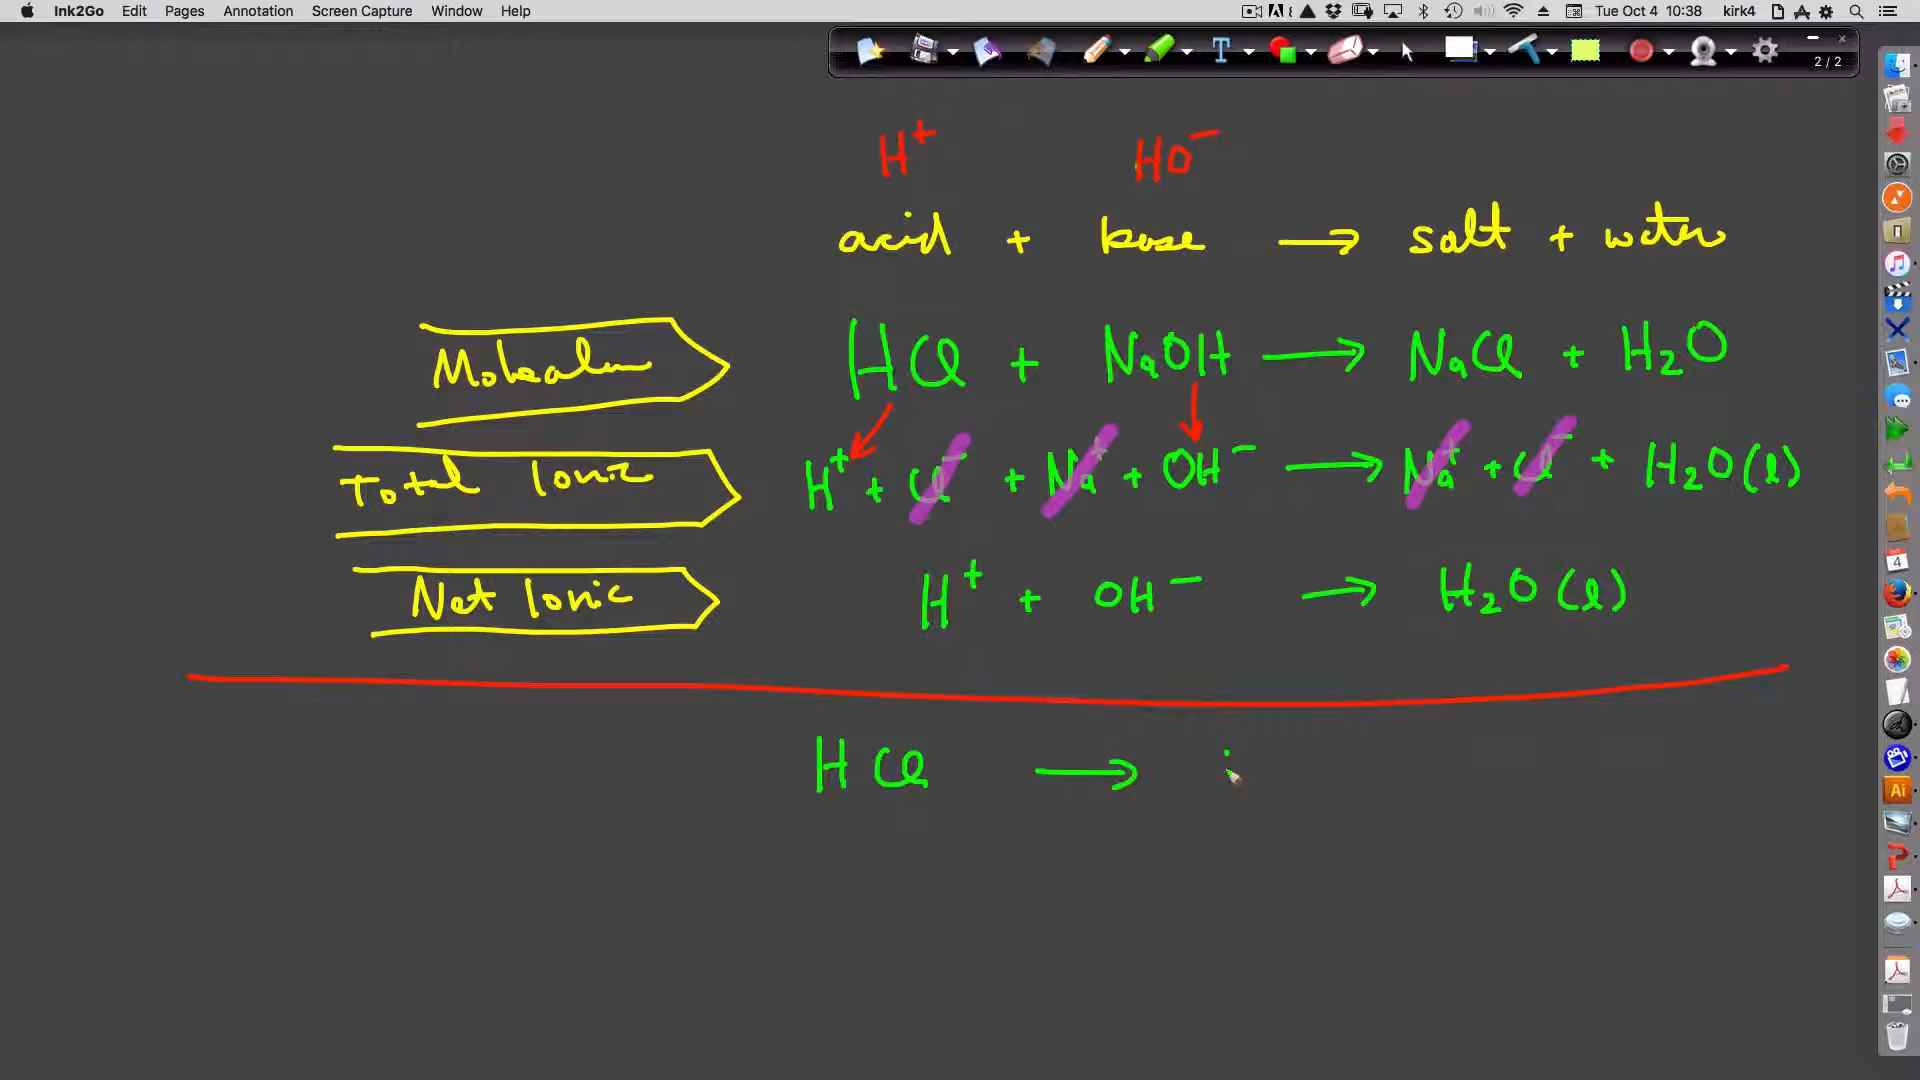 Ink2Go Edit Pages Annotation Screen Capture Window Help Tue Oct 4 10:38 kirk4
2 / 2
H⁺ HO⁻
acid + base → salt + water
Molecular HCl + NaOH → NaCl + H₂O
Total Ionic H⁺ + Cl⁻ + Na⁺ + OH⁻ → Na⁺ + Cl⁻ + H₂O(l)
Net Ionic H⁺ + OH⁻ → H₂O(l)
HCl →